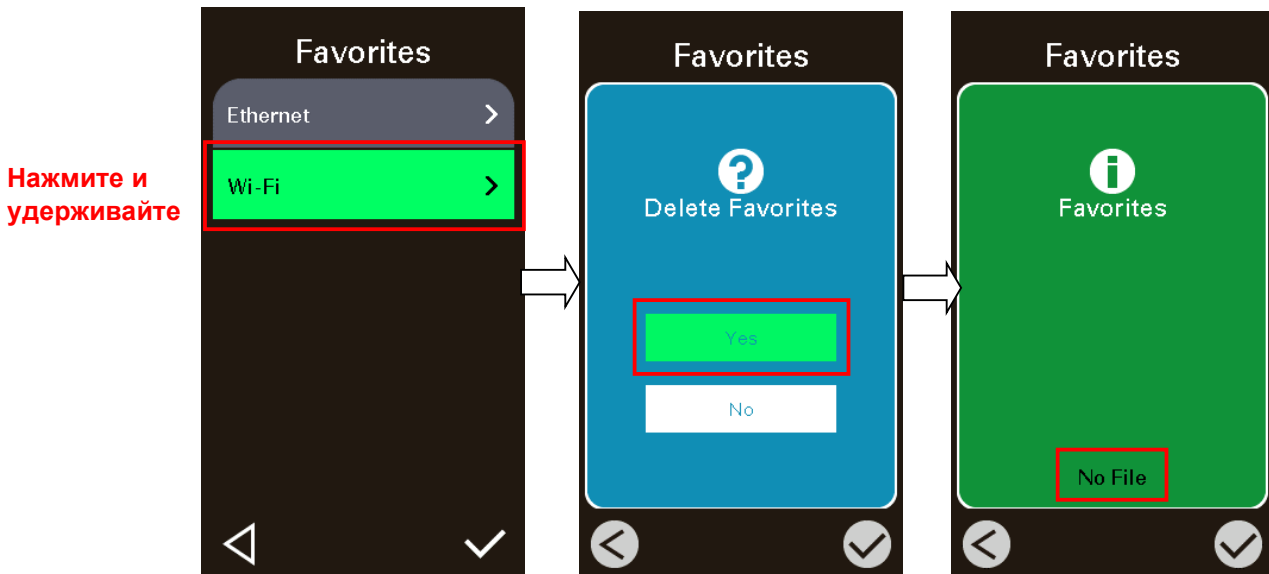 Нажмите и
удерживайте
Favorites
Ethernet
Wi-Fi
Favorites
Delete Favorites
Yes
No
Favorites
Favorites
No File